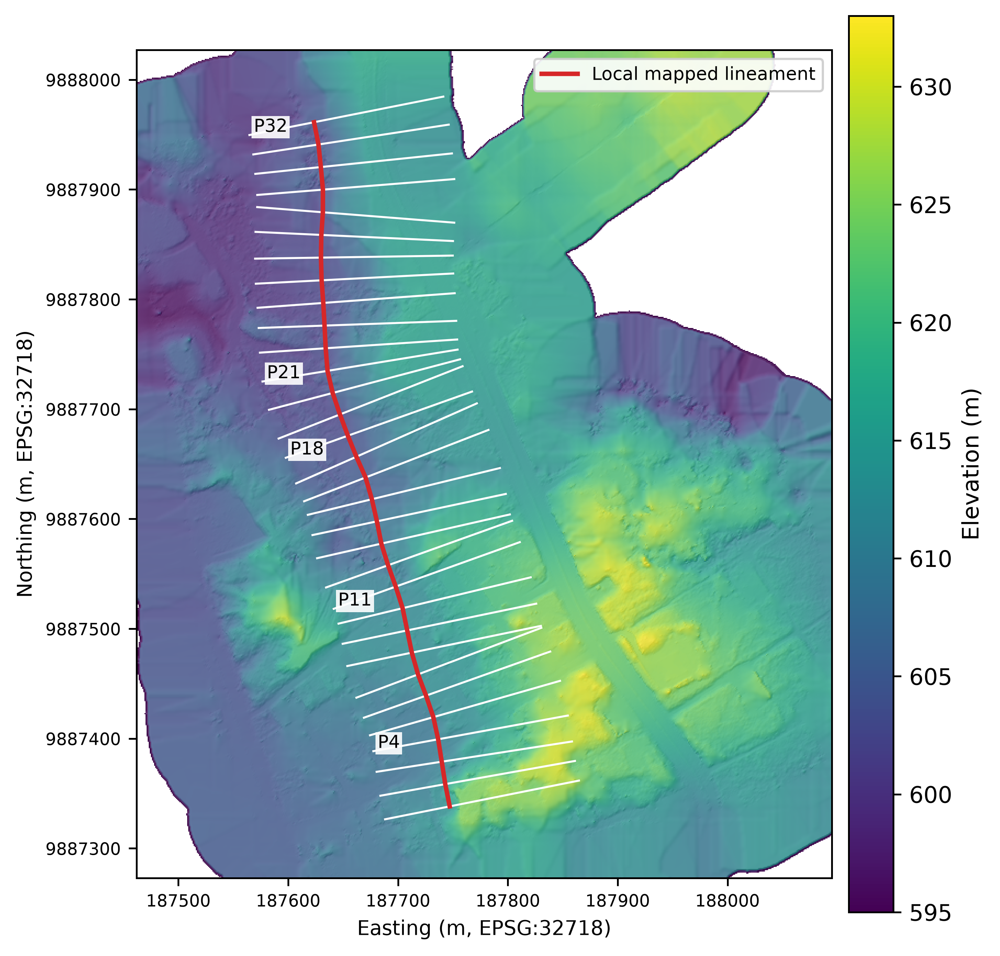 Local mapped lineament
9888000
9887900
9887800
9887700
9887600
9887500
9887400
9887300
Northing (m, EPSG:32718)
P32
P21
P18
P11
P4
187500
187600
187700
187800
187900
188000
Easting (m, EPSG:32718)
630
625
620
615
610
605
600
595
Elevation (m)